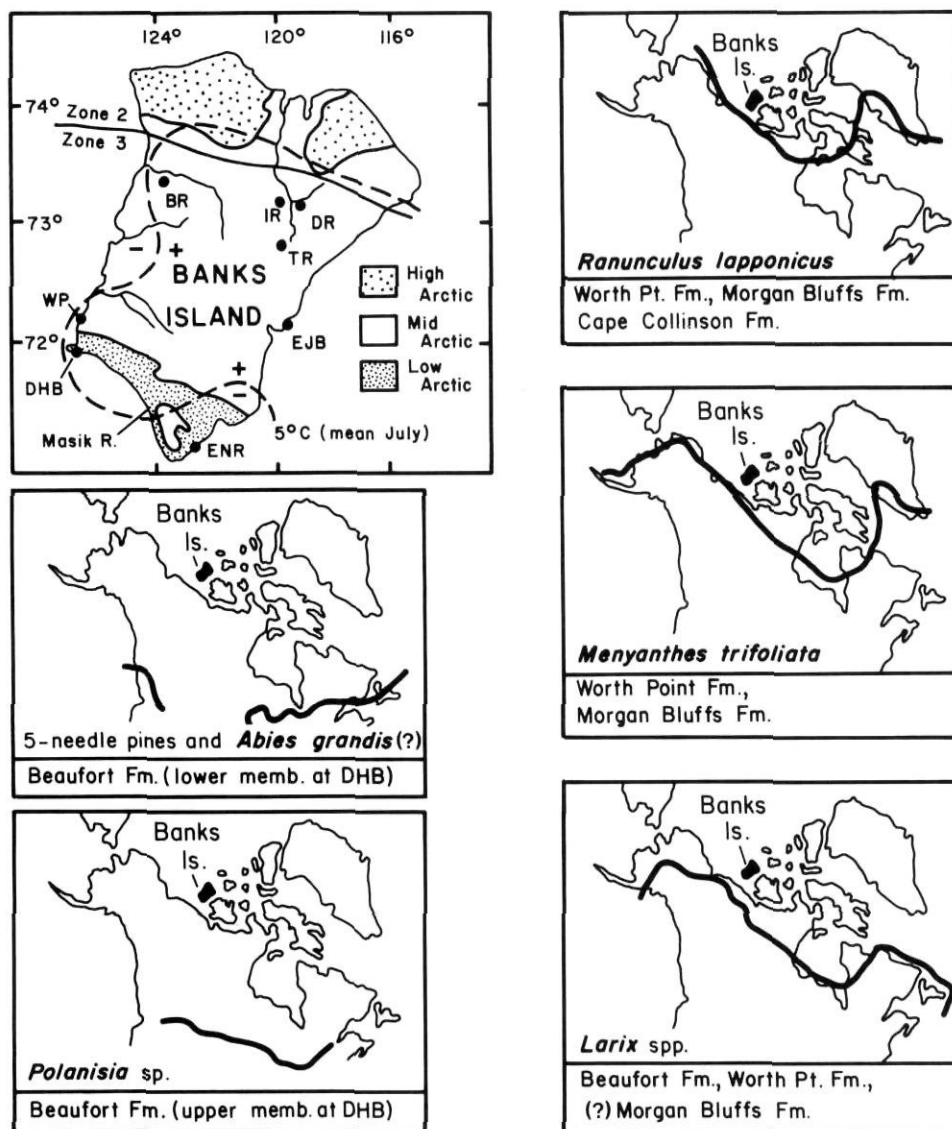 124° 120° 116°
74°
Zone 2
Zone 3
73°
BR
IR
DR
TR
- +
BANKS
ISLAND
WP
72°
EJB
DHB
+
-
Masik R.
ENR
5°C (mean July)
High
Arctic
Mid
Arctic
Low
Arctic
Banks
Is.
5-needle pines and Abies grandis(?)
Beaufort Fm. (lower memb. at DHB)
Banks
Is.
Polanisia sp.
Beaufort Fm. (upper memb. at DHB)
Banks
Is.
Ranunculus lapponicus
Worth Pt. Fm., Morgan Bluffs Fm.
Cape Collinson Fm.
Banks
Is.
Menyanthes trifoliata
Worth Point Fm.,
Morgan Bluffs Fm.
Banks
Is.
Larix spp.
Beaufort Fm., Worth Pt. Fm.,
(?) Morgan Bluffs Fm.